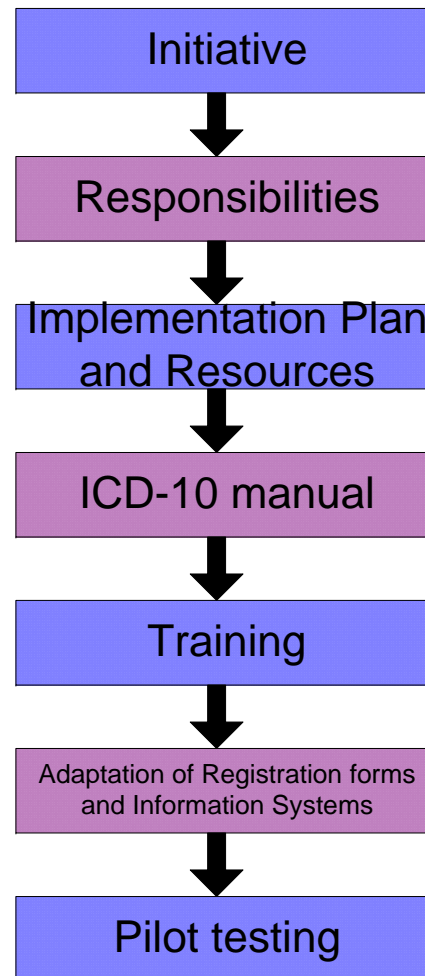 Initiative
Responsibilities
Implementation Plan
and Resources
ICD-10 manual
Training
Adaptation of Registration forms
and Information Systems
Pilot testing